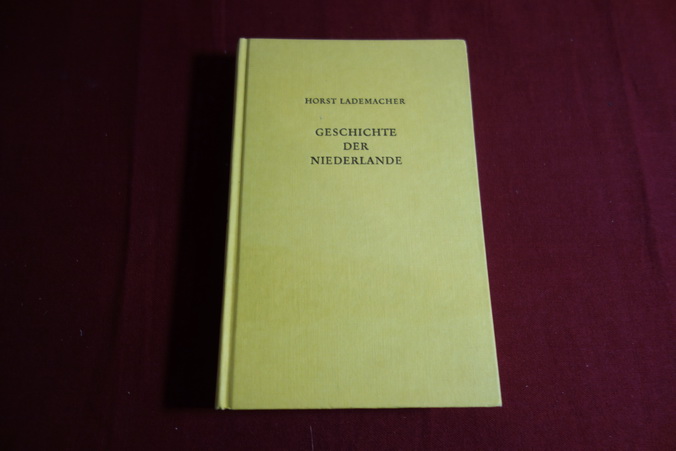 HORST LADEMACHER
GESCHICHTE
DER
NIEDERLANDE